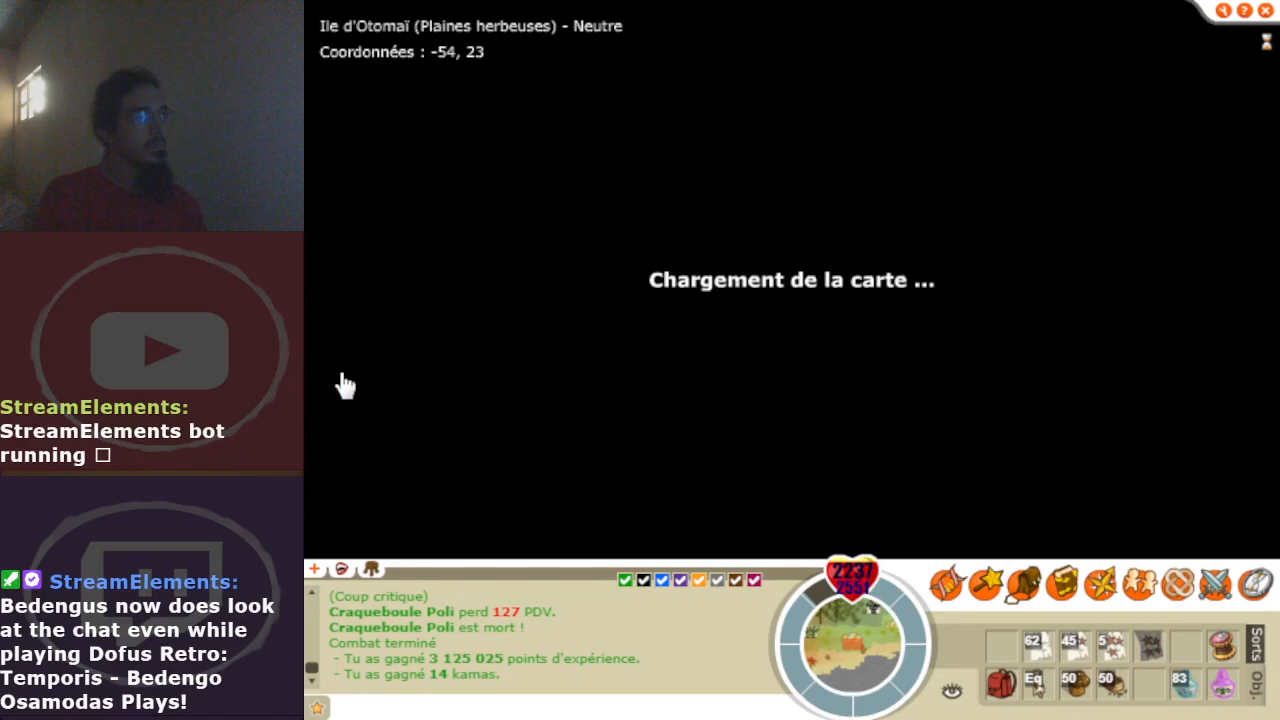 Ile d'Otomaï (Plaines herbeuses) - Neutre
Coordonnées : -54, 23
Chargement de la carte ...
StreamElements:
StreamElements bot
running □
StreamElements:
Bedengus now does look
at the chat even while
playing Dofus Retro:
Temporis - Bedengo
Osamodas Plays!
(Coup critique)
Craqueboule Poli perd 127 PDV.
Craqueboule Poli est mort !
Combat terminé
- Tu as gagné 3 125 025 points d'expérience.
- Tu as gagné 14 kamas.
2237
2551
62 45 5
Eq 50 50 83
Sorts
Obj.